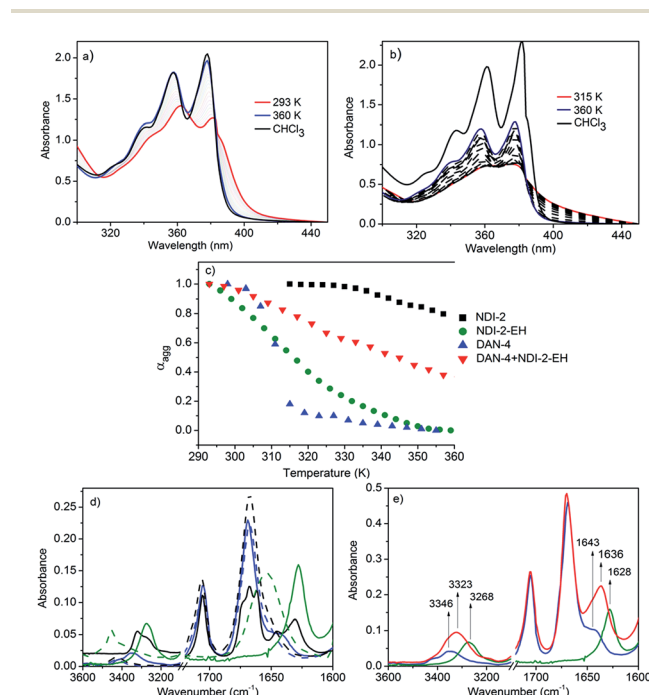 a)
2.0
1.5
1.0
0.5
0.0
Absorbance
293 K
360 K
CHCl3
320 360 400 440
Wavelength (nm)
b)
2.0
1.5
1.0
0.5
0.0
Absorbance
315 K
360 K
CHCl3
320 360 400 440
Wavelength (nm)
c)
1.0
0.8
0.6
0.4
0.2
0.0
αagg
NDI-2
NDI-2-EH
DAN-4
DAN-4+NDI-2-EH
290 300 310 320 330 340 350 360
Temperature (K)
d)
0.25
0.20
0.15
0.10
0.05
0.00
Absorbance
3600 3400 3200 1700 1650 1600
Wavenumber (cm-1)
e)
0.5
0.4
0.3
0.2
0.1
0.0
Absorbance
3346
3323
3268
1643
1636
1628
3600 3400 3200 1700 1650 1600
Wavenumber (cm-1)